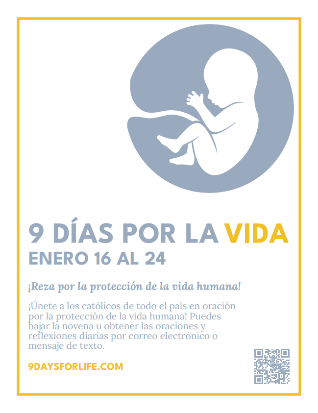 9 DÍAS POR LA VIDA
ENERO 16 AL 24
¡Reza por la protección de la vida humana!
¡Únete a los católicos de todo el país en oración
por la protección de la vida humana! Puedes
bajar la novena u obtener las oraciones y
reflexiones diarias por correo electrónico o
mensaje de texto.
9DAYSFORLIFE.COM